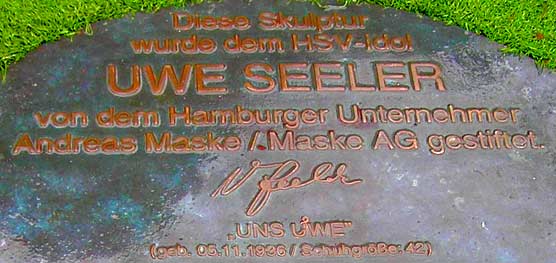 Diese Skulptur
wurde dem HSV-Idol
UWE SEELER
von dem Hamburger Unternehmer
Andreas Maske / Maske AG gestiftet.
U Seeler
„UNS UWE"
(geb. 05.11.1936 / Schuhgröße: 42)